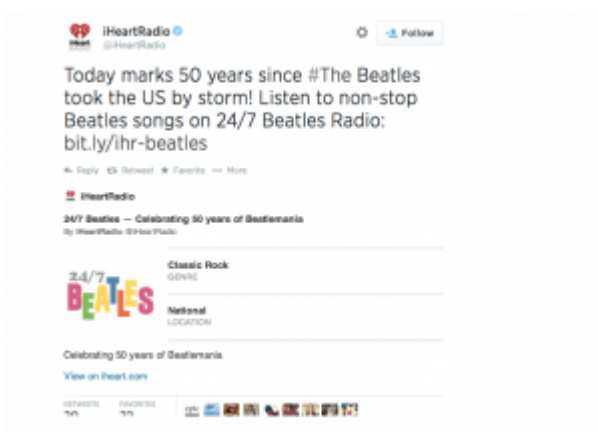 iHeartRadio
@iHeartRadio
Follow
Today marks 50 years since #The Beatles
took the US by storm! Listen to non-stop
Beatles songs on 24/7 Beatles Radio:
bit.ly/ihr-beatles
Reply Retweet Favorite More
iHeartRadio
24/7 Beatles — Celebrating 50 years of Beatlemania
By iHeartRadio @iHeartRadio
24/7
BEATLES
Classic Rock
GENRE
National
LOCATION
Celebrating 50 years of Beatlemania
View on iheart.com
RETWEETS FAVORITES